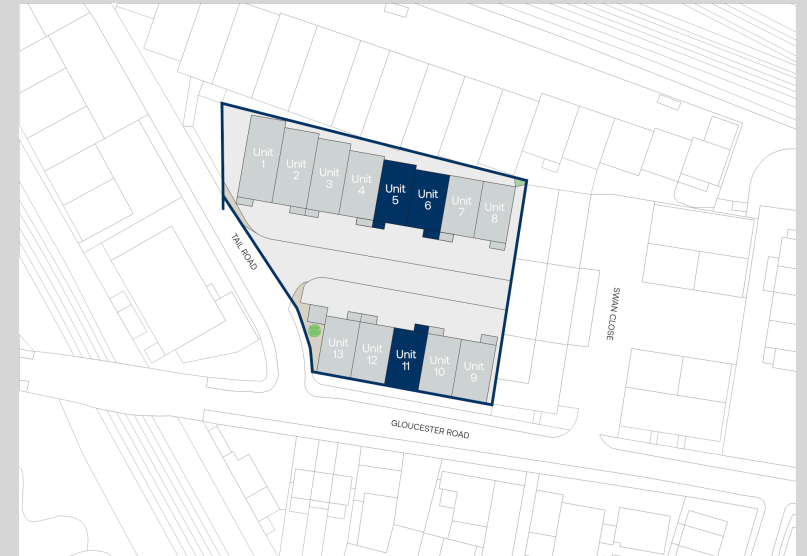 Unit
1
Unit
2
Unit
3
Unit
4
Unit
5
Unit
6
Unit
7
Unit
8
TAIL ROAD
SWAN CLOSE
Unit
13
Unit
12
Unit
11
Unit
10
Unit
9
GLOUCESTER ROAD